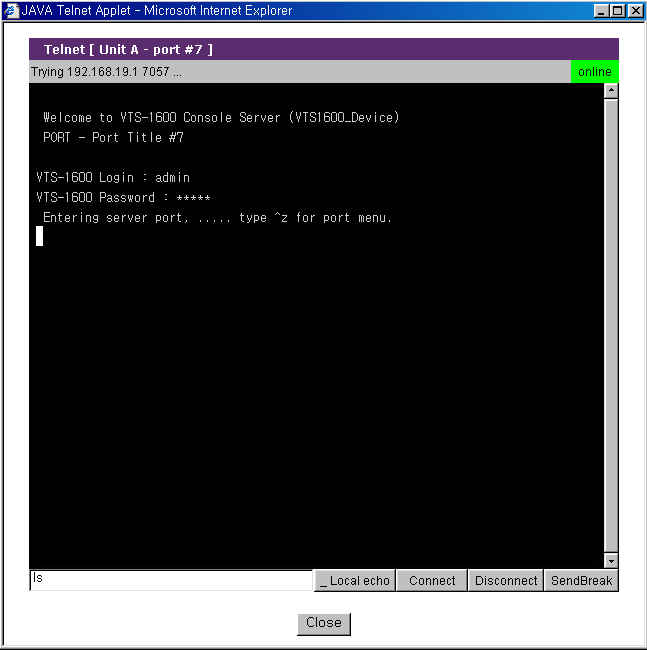 JAVA Telnet Applet - Microsoft Internet Explorer
Telnet [ Unit A - port #7 ]
Trying 192.168.19.1 7057 ...
online
Welcome to VTS-1600 Console Server (VTS1600_Device)
PORT - Port Title #7
VTS-1600 Login : admin
VTS-1600 Password : *****
Entering server port, ..... type ^z for port menu.
ls
_ Local echo
Connect
Disconnect
SendBreak
Close